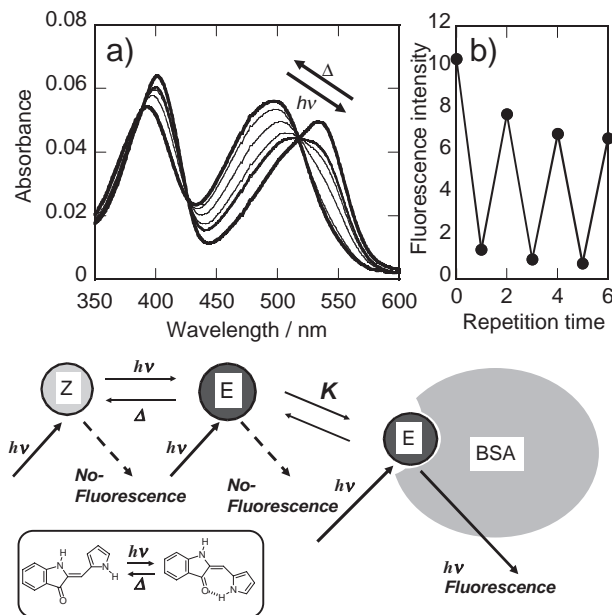 a)
Δ
hν
0.08
0.06
0.04
0.02
0
Absorbance
350 400 450 500 550 600
Wavelength / nm
b)
12
10
8
6
4
2
0
Fluorescence intensity
0 2 4 6
Repetition time
Z
hν
Δ
E
K
E
BSA
hν
No-
Fluorescence
hν
No-
Fluorescence
hν
hν
Fluorescence
N
H
N
H
O
hν
Δ
H
N
O
H
N